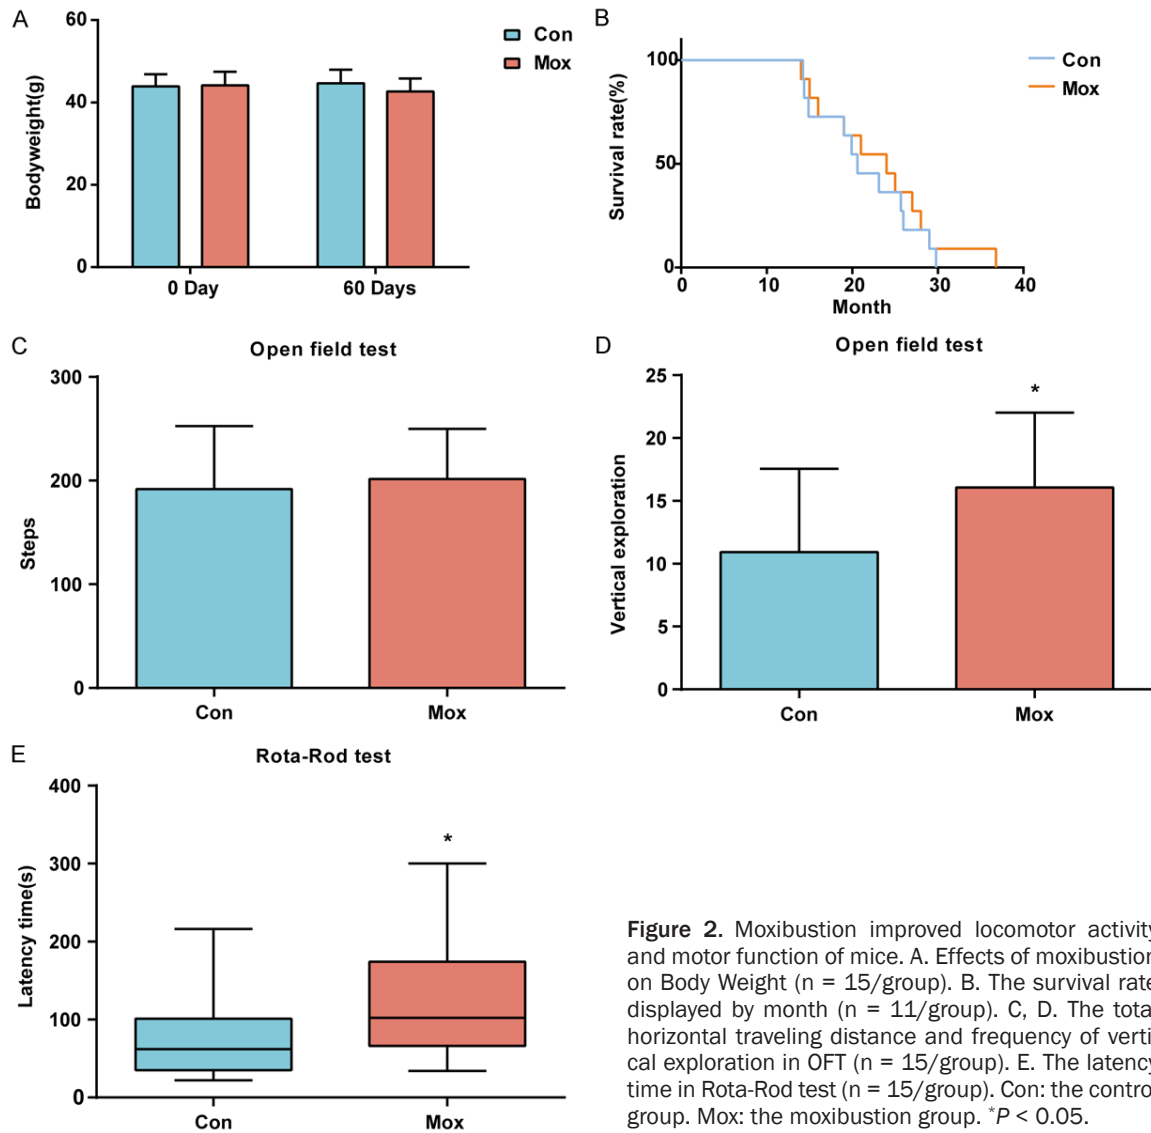 A
60
40
20
0
Bodyweight(g)
0 Day
60 Days
Con
Mox
B
100
50
0
Survival rate(%)
0
10
20
30
40
Month
Con
Mox
C
Open field test
300
200
100
0
Steps
Con
Mox
D
Open field test
25
20
15
10
5
0
Vertical exploration
*
Con
Mox
E
Rota-Rod test
400
300
200
100
0
Latency time(s)
*
Con
Mox
Figure 2. Moxibustion improved locomotor activity
and motor function of mice. A. Effects of moxibustion
on Body Weight (n = 15/group). B. The survival rate
displayed by month (n = 11/group). C, D. The total
horizontal traveling distance and frequency of verti-
cal exploration in OFT (n = 15/group). E. The latency
time in Rota-Rod test (n = 15/group). Con: the control
group. Mox: the moxibustion group. *P < 0.05.